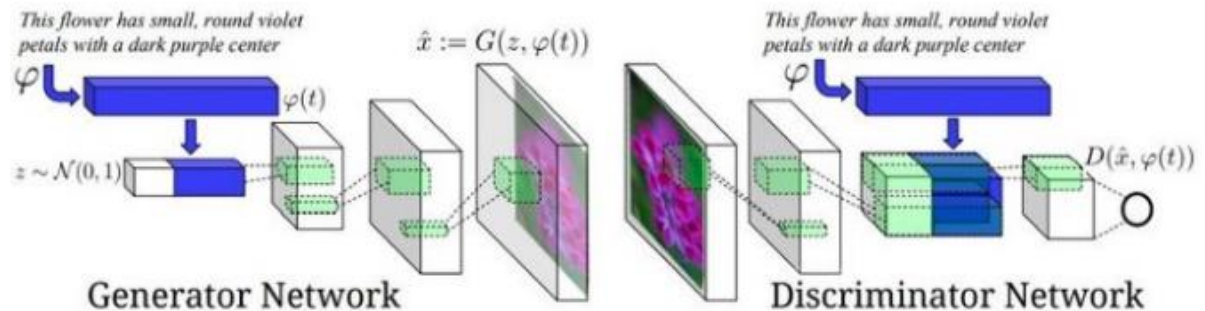 This flower has small, round violet
petals with a dark purple center
φ
φ(t)
z ~ N(0, 1)
x̂ := G(z, φ(t))
Generator Network
This flower has small, round violet
petals with a dark purple center
φ
D(x̂, φ(t))
Discriminator Network